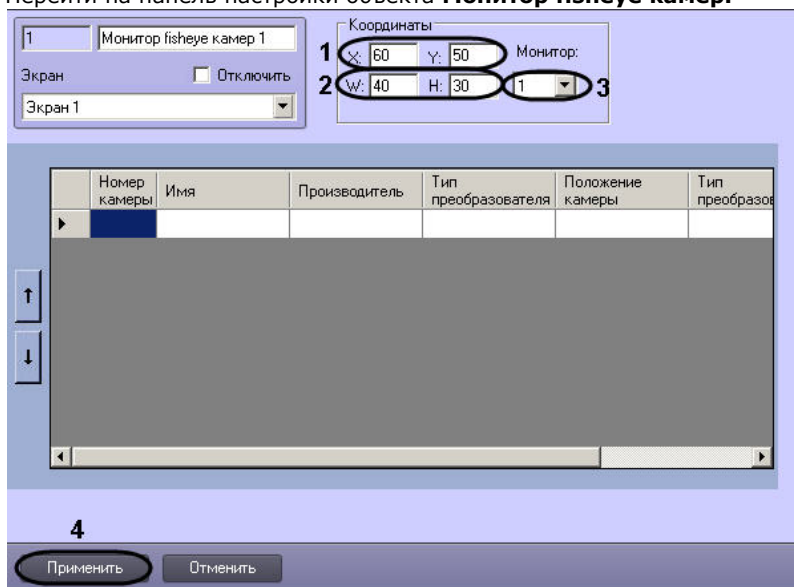 Перейти на панель настройки объекта Монитор fisheye камер.
1 Монитор fisheye камер 1
Экран Отключить
Экран 1
Координаты
1 X: 60 Y: 50 Монитор:
2 W: 40 H: 30 1 3
Номер камеры Имя Производитель Тип преобразователя Положение камеры Тип преобразов
↑
↓
4
Применить Отменить